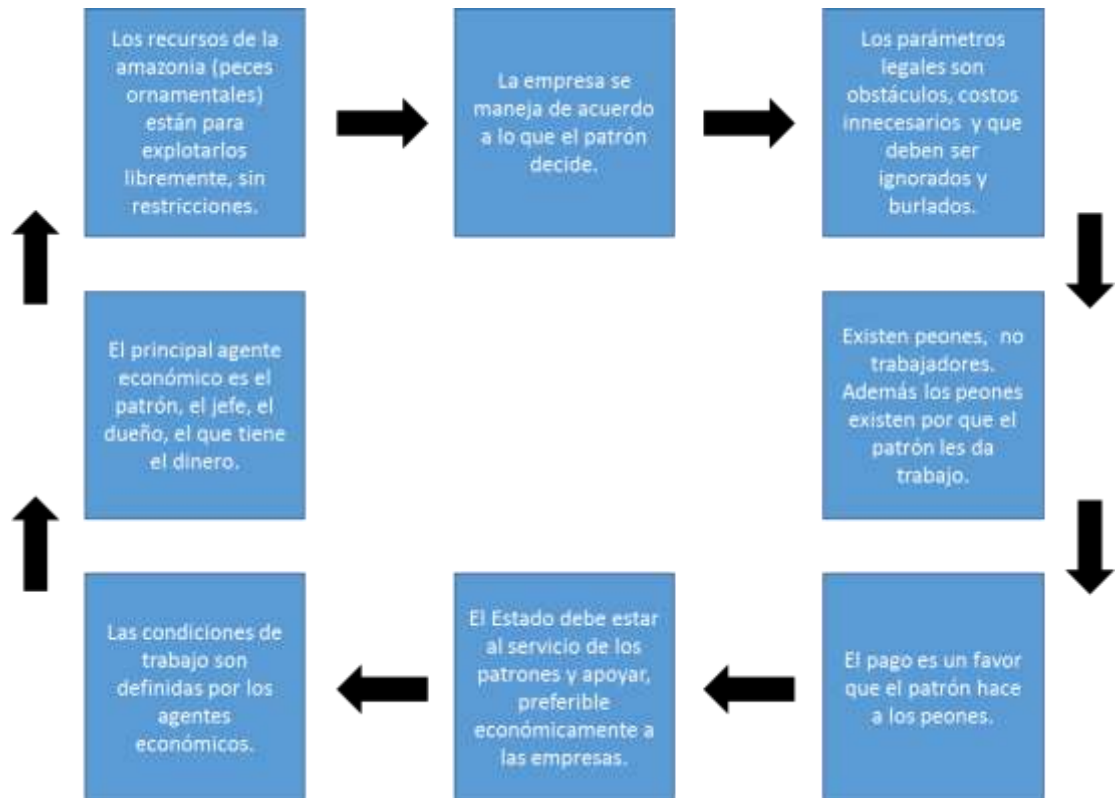 Los recursos de la
amazonia (peces
ornamentales)
están para
explotarlos
libremente, sin
restricciones.
La empresa se
maneja de acuerdo
a lo que el patrón
decide.
Los parámetros
legales son
obstáculos, costos
innecesarios y que
deben ser
ignorados y
burlados.
El principal agente
económico es el
patrón, el jefe, el
dueño, el que tiene
el dinero.
Existen peones, no
trabajadores.
Además los peones
existen por que el
patrón les da
trabajo.
Las condiciones de
trabajo son
definidas por los
agentes
económicos.
El Estado debe estar
al servicio de los
patrones y apoyar,
preferible
económicamente a
las empresas.
El pago es un favor
que el patrón hace
a los peones.